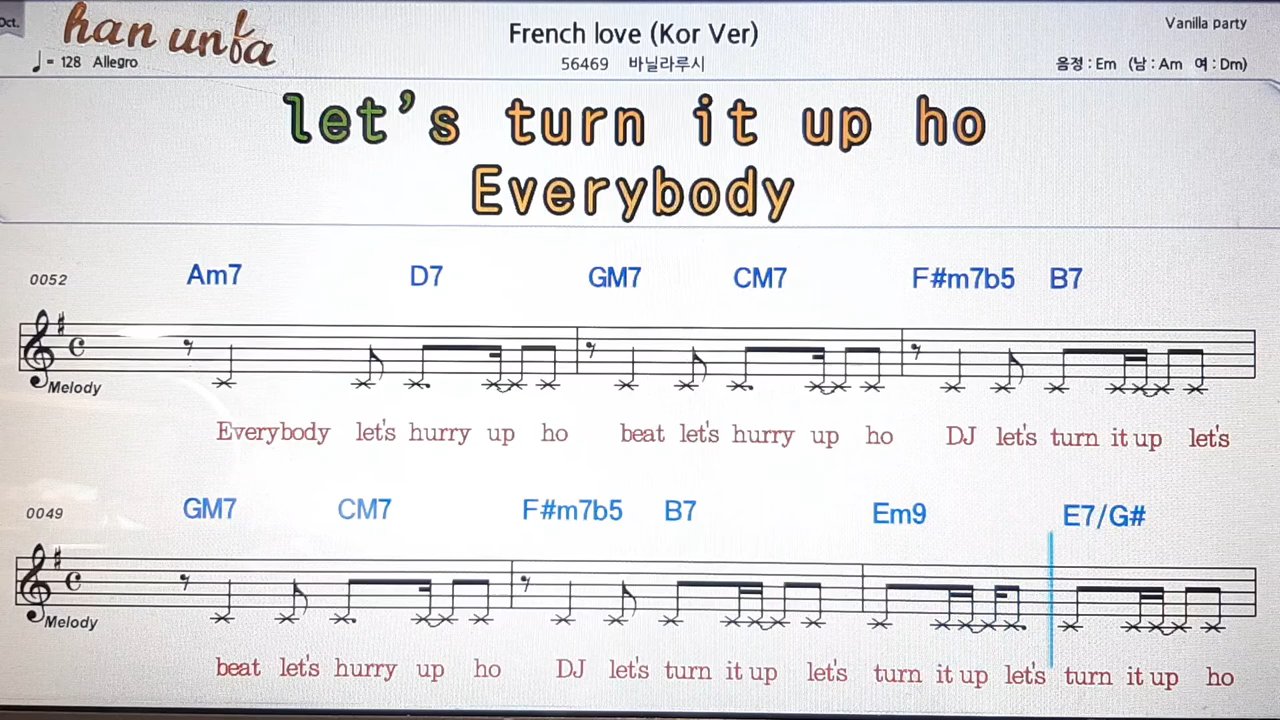 Oct.
han unfa
French love (Kor Ver)
Vanilla party
♩= 128 Allegro
56469 바닐라루시
음정 : Em (남 : Am 여 : Dm)
let's turn it up ho
Everybody
0052
Am7 D7 GM7 CM7 F#m7b5 B7
Melody
Everybody let's hurry up ho beat let's hurry up ho DJ let's turn it up let's
0049
GM7 CM7 F#m7b5 B7 Em9 E7/G#
Melody
beat let's hurry up ho DJ let's turn it up let's turn it up let's turn it up ho